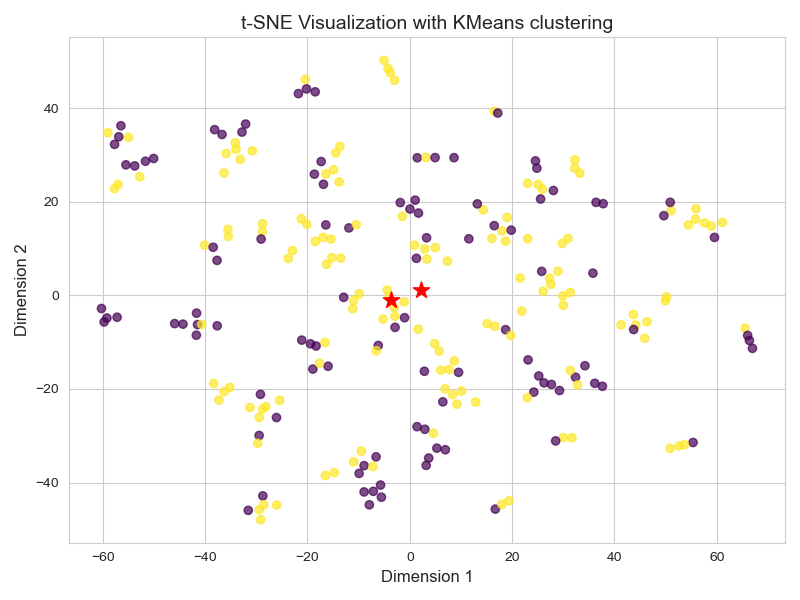 t-SNE Visualization with KMeans clustering
Dimension 2
40
20
0
−20
−40
−60 −40 −20 0 20 40 60
Dimension 1